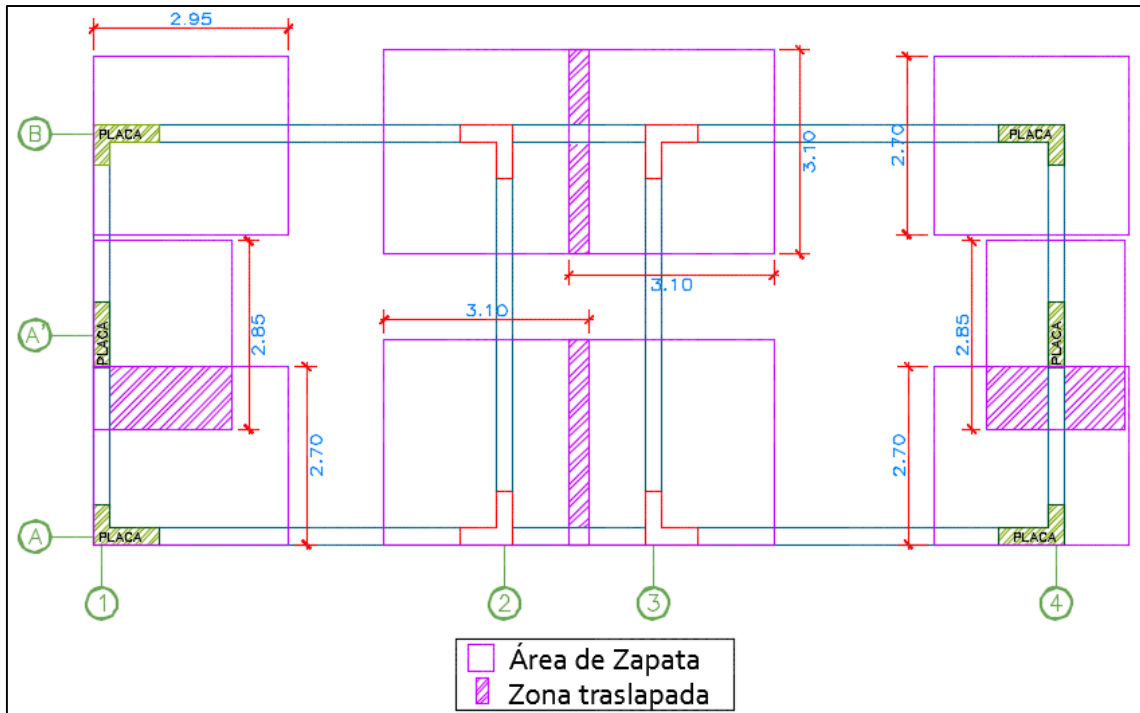 2.95
B
PLACA
PLACA
3.10
2.70
3.10
3.10
A'
PLACA
2.85
2.85
PLACA
2.70
2.70
A
PLACA
PLACA
1
2
3
4
Área de Zapata
Zona traslapada